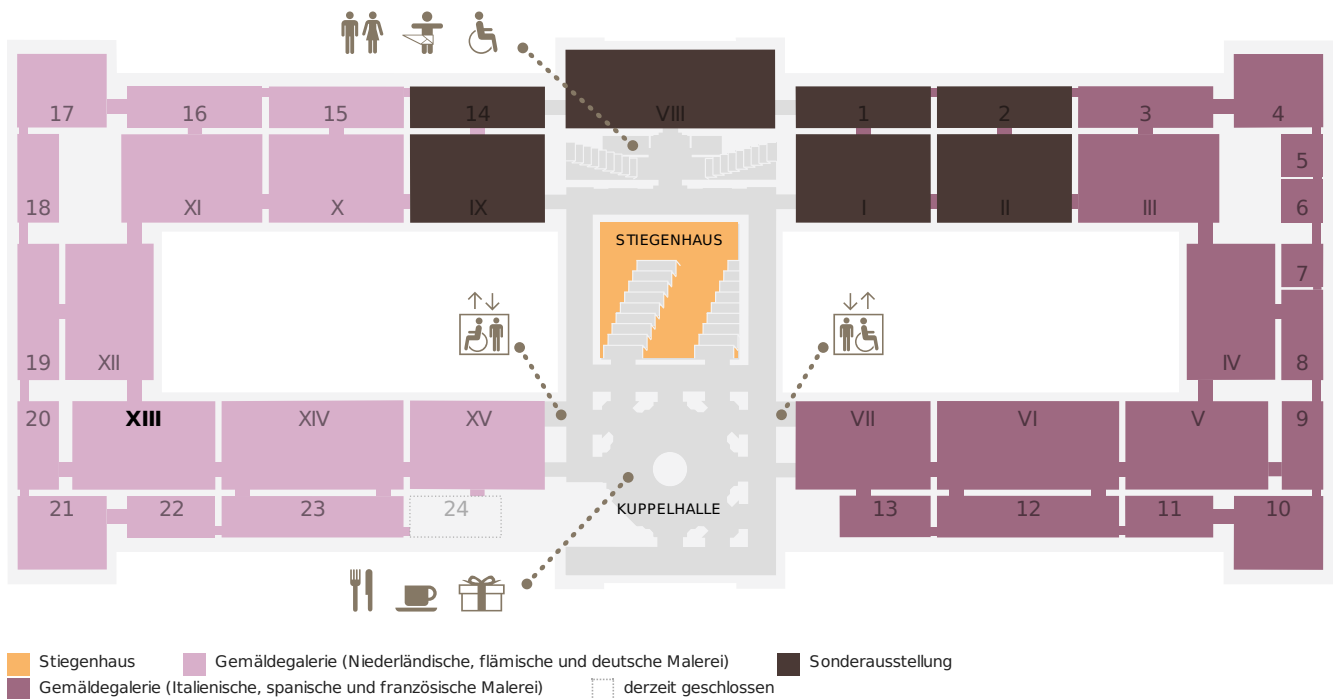 17 16 15 14 VIII 1 2 3 4
5
18 XI X IX I II III 6
STIEGENHAUS
7
19 XII IV 8
20 XIII XIV XV VII VI V 9
21 22 23 24 KUPPELHALLE 13 12 11 10
Stiegenhaus Gemäldegalerie (Niederländische, flämische und deutsche Malerei) Sonderausstellung
Gemäldegalerie (Italienische, spanische und französische Malerei) derzeit geschlossen